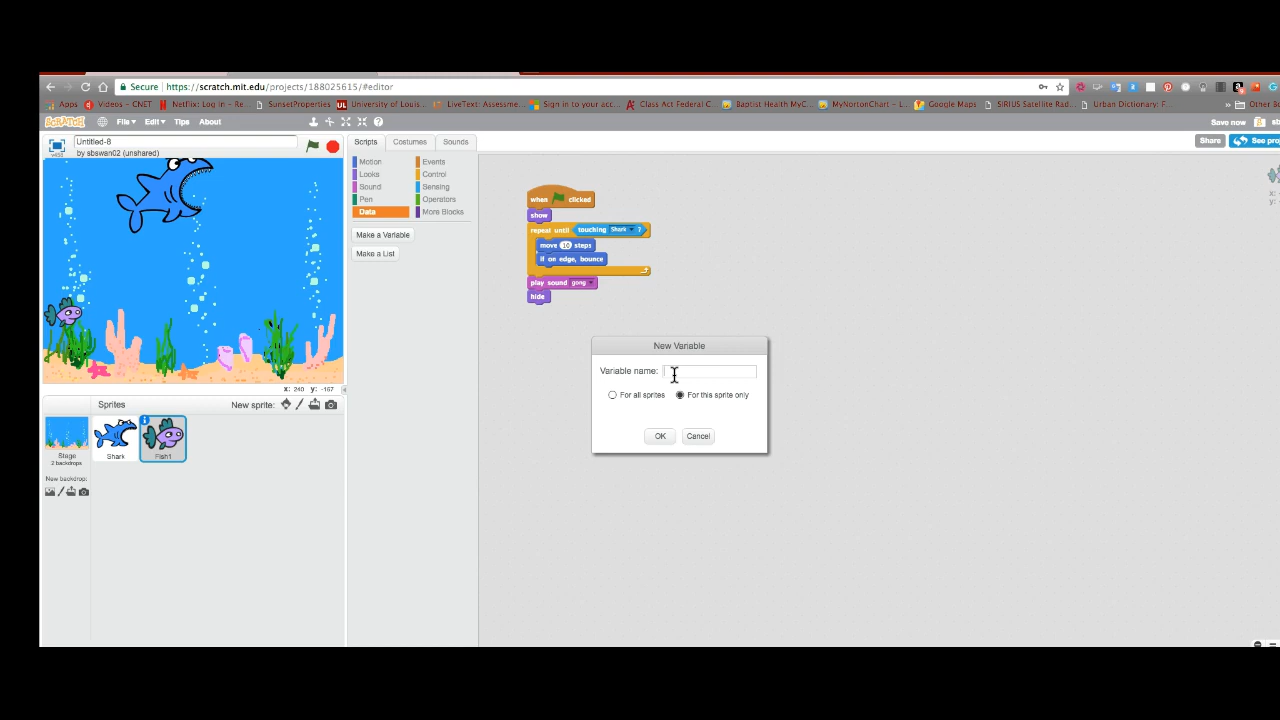 Secure https://scratch.mit.edu/projects/188025615/#editor
Apps Videos – CNET Netflix: Log In – Re... SunsetProperties UL University of Louis... LiveText: Assessme... Sign in to your acc... Class Act Federal C... Baptist Health MyC... MyNortonChart – L... Google Maps SIRIUS Satellite Rad... Urban Dictionary: F... » Other Bo
SCRATCH File Edit Tips About Save now sb
Untitled-8
by sbswan02 (unshared)
v456
Scripts Costumes Sounds
Share See proj
Motion Events
Looks Control
Sound Sensing
Pen Operators
Data More Blocks
Make a Variable
Make a List
when clicked
show
repeat until touching Shark ?
move 10 steps
if on edge, bounce
play sound gong
hide
x:
y:
New Variable
Variable name:
For all sprites For this sprite only
OK Cancel
x: 240 y: -167
Sprites New sprite:
Stage
2 backdrops
Shark
Fish1
New backdrop: